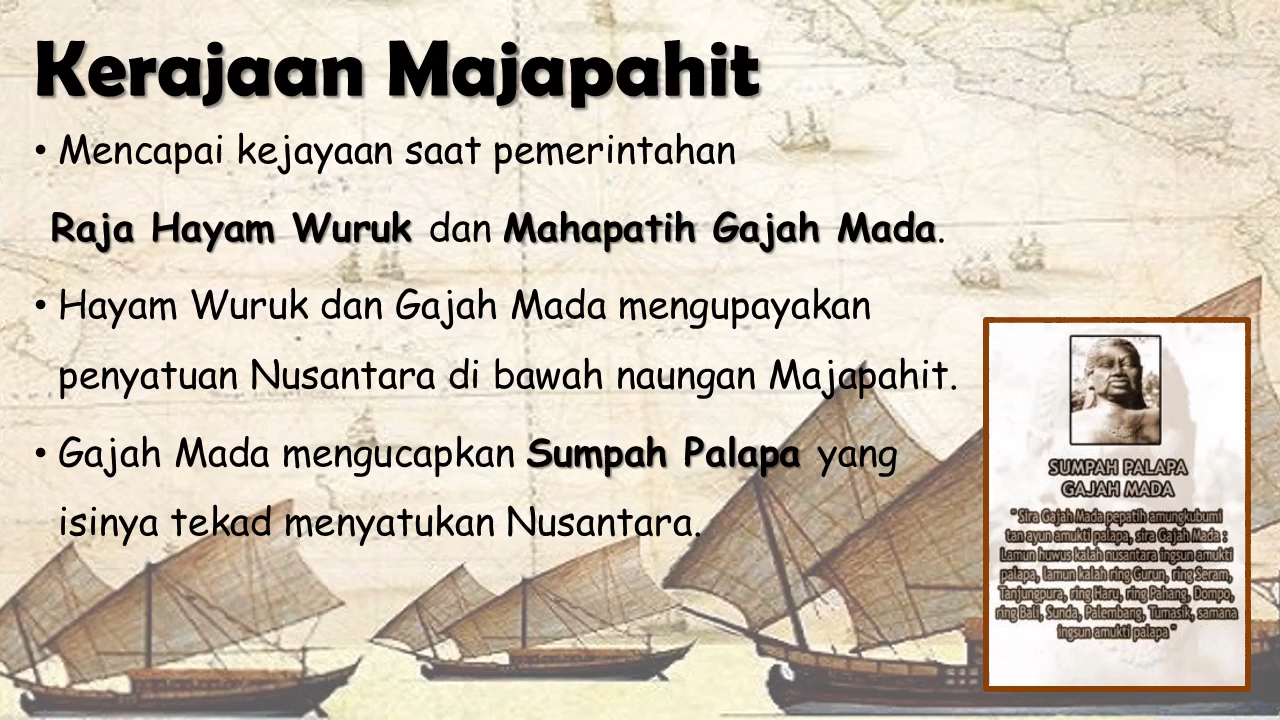 Kerajaan Majapahit
• Mencapai kejayaan saat pemerintahan
Raja Hayam Wuruk dan Mahapatih Gajah Mada.
• Hayam Wuruk dan Gajah Mada mengupayakan
penyatuan Nusantara di bawah naungan Majapahit.
• Gajah Mada mengucapkan Sumpah Palapa yang
isinya tekad menyatukan Nusantara.
SUMPAH PALAPA
GAJAH MADA
" Sira Gajah Mada pepatih amungkubumi
tan ayun amukti palapa, sira Gajah Mada :
Lamun huwus kalah nusantara ingsun amukti
palapa, lamun kalah ring Gurun, ring Seram,
Tanjungpura, ring Haru, ring Pahang, Dompo,
ring Bali, Sunda, Palembang, Tumasik, samana
ingsun amukti palapa "